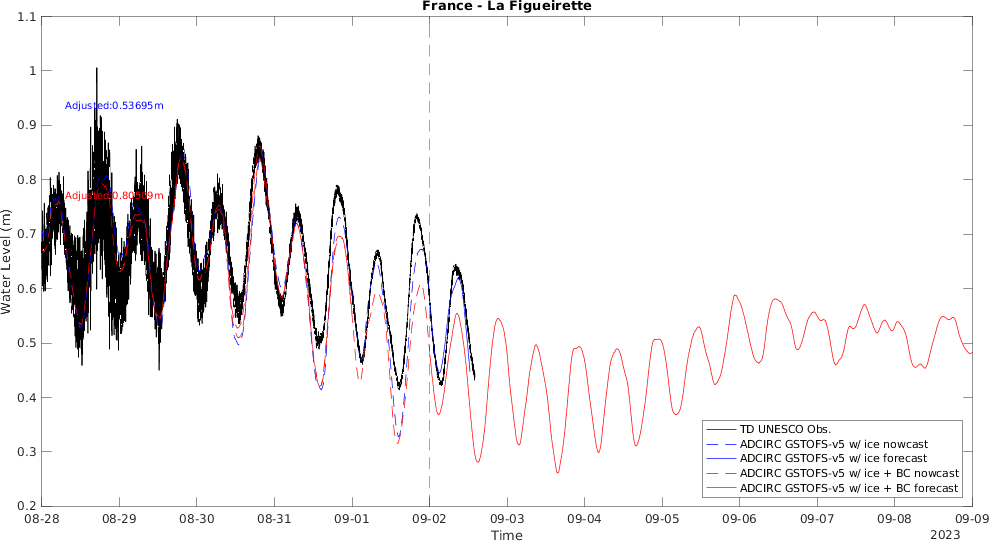 France - La Figueirette
1.1
1
0.9
0.8
0.7
0.6
0.5
0.4
0.3
0.2
Water Level (m)
Adjusted:0.53695m
TD UNESCO Obs.
ADCIRC GSTOFS-v5 w/ ice nowcast
ADCIRC GSTOFS-v5 w/ ice forecast
ADCIRC GSTOFS-v5 w/ ice + BC nowcast
ADCIRC GSTOFS-v5 w/ ice + BC forecast
08-28 08-29 08-30 08-31 09-01 09-02 09-03 09-04 09-05 09-06 09-07 09-08 09-09
Time
2023